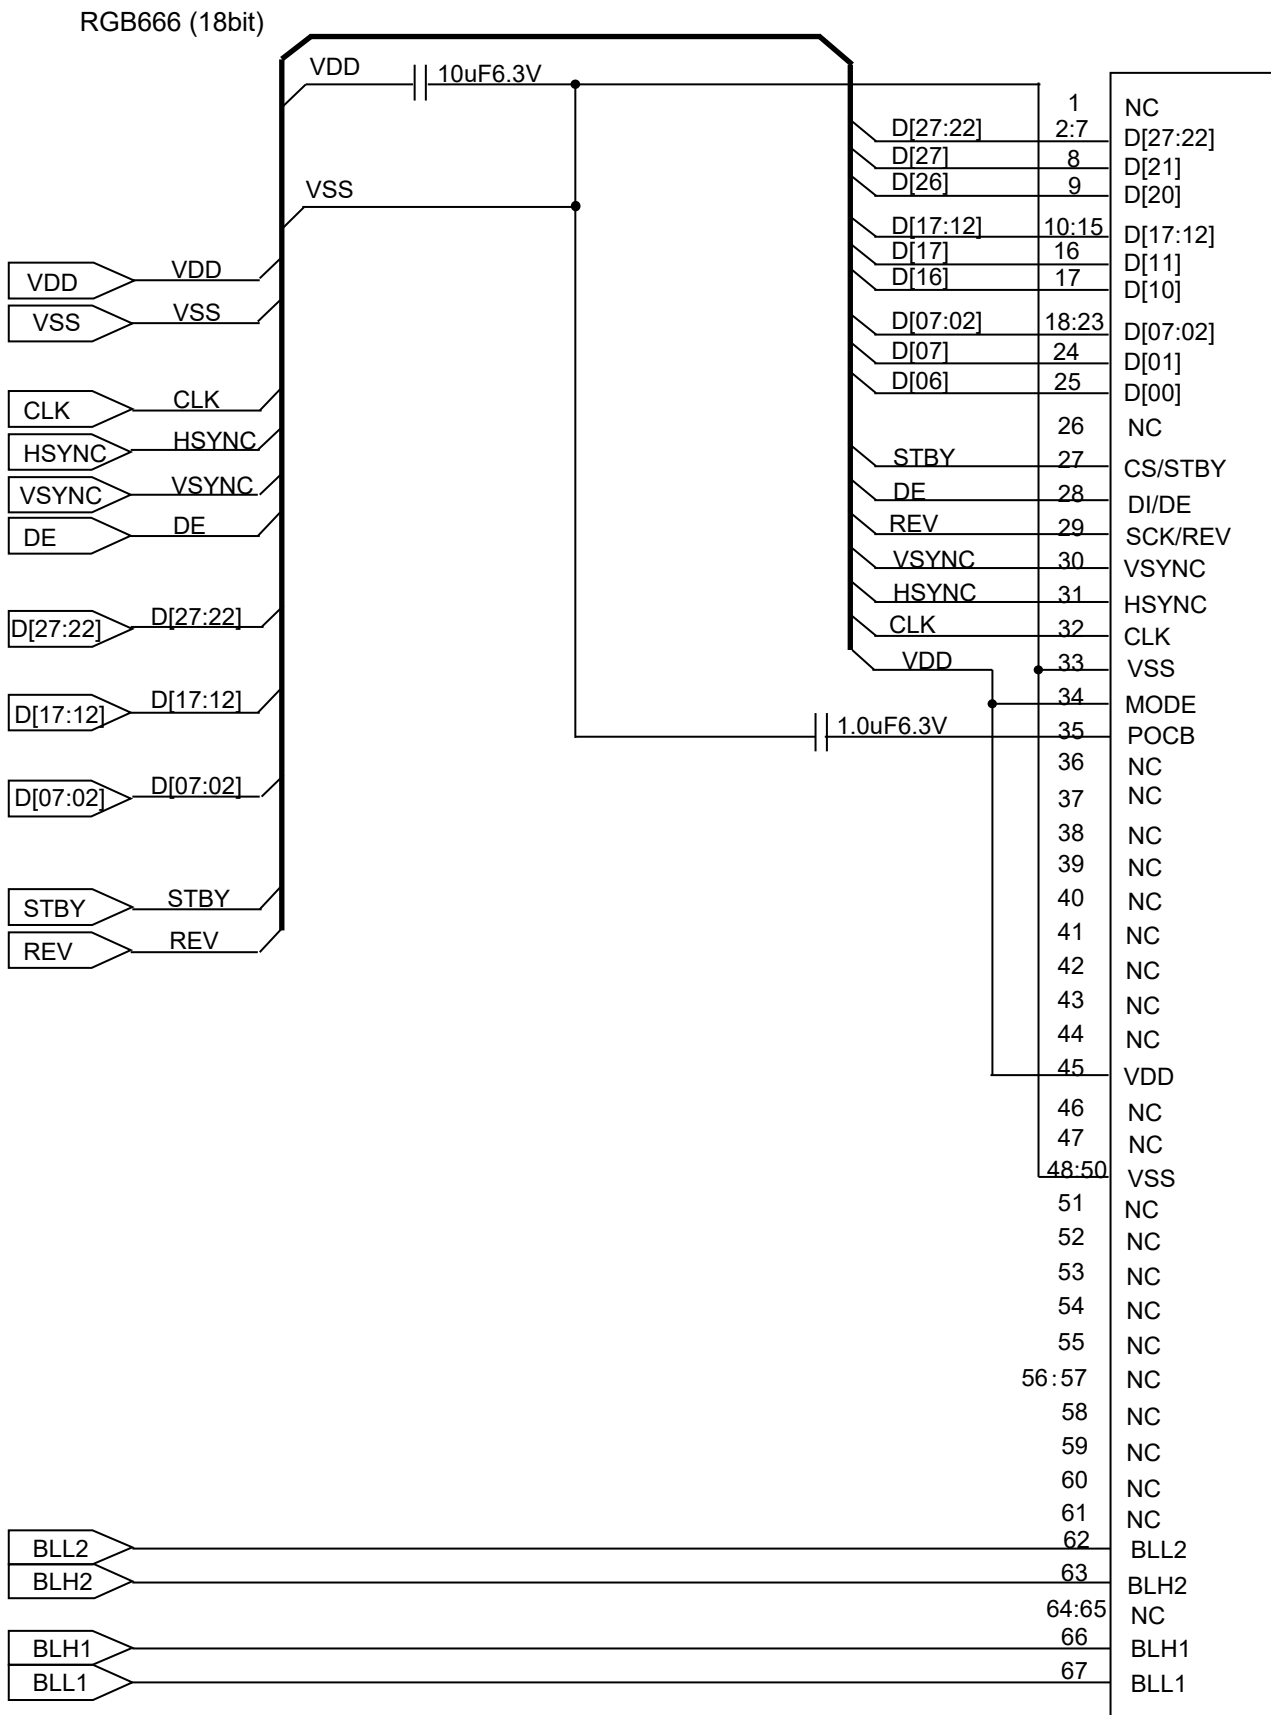 RGB666 (18bit)
VDD
10uF6.3V
VSS
VDD VDD
VSS VSS
CLK CLK
HSYNC HSYNC
VSYNC VSYNC
DE DE
D[27:22] D[27:22]
D[17:12] D[17:12]
D[07:02] D[07:02]
STBY STBY
REV REV
1 NC
D[27:22] 2:7 D[27:22]
D[27] 8 D[21]
D[26] 9 D[20]
D[17:12] 10:15 D[17:12]
D[17] 16 D[11]
D[16] 17 D[10]
D[07:02] 18:23 D[07:02]
D[07] 24 D[01]
D[06] 25 D[00]
26 NC
STBY 27 CS/STBY
DE 28 DI/DE
REV 29 SCK/REV
VSYNC 30 VSYNC
HSYNC 31 HSYNC
CLK 32 CLK
VDD 33 VSS
34 MODE
1.0uF6.3V 35 POCB
36 NC
37 NC
38 NC
39 NC
40 NC
41 NC
42 NC
43 NC
44 NC
45 VDD
46 NC
47 NC
48:50 VSS
51 NC
52 NC
53 NC
54 NC
55 NC
56:57 NC
58 NC
59 NC
60 NC
61 NC
BLL2 62 BLL2
BLH2 63 BLH2
64:65 NC
BLH1 66 BLH1
BLL1 67 BLL1